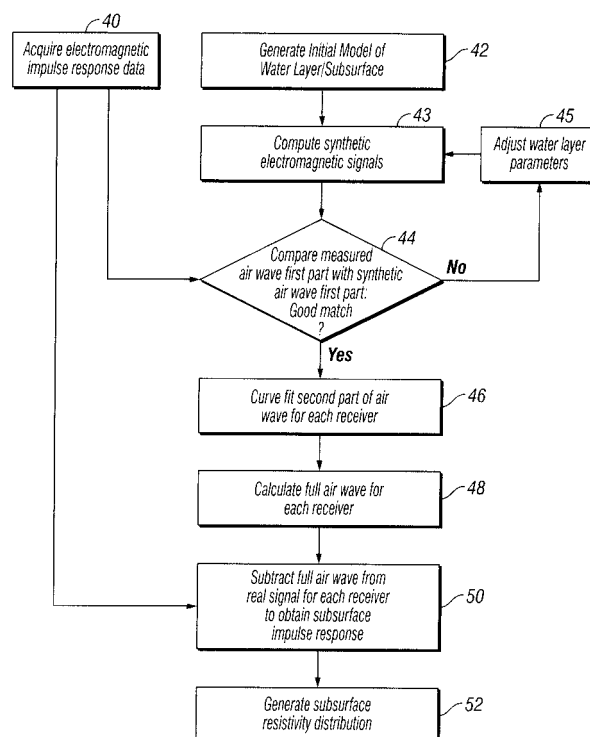 40
Acquire electromagnetic
impulse response data
Generate Initial Model of
Water Layer/Subsurface
42
43
Compute synthetic
electromagnetic signals
45
Adjust water layer
parameters
44
Compare measured
air wave first part with synthetic
air wave first part:
Good match
?
No
Yes
Curve fit second part of air
wave for each receiver
46
Calculate full air wave for
each receiver
48
Subtract full air wave from
real signal for each receiver
to obtain subsurface
impulse response
50
Generate subsurface
resistivity distribution
52